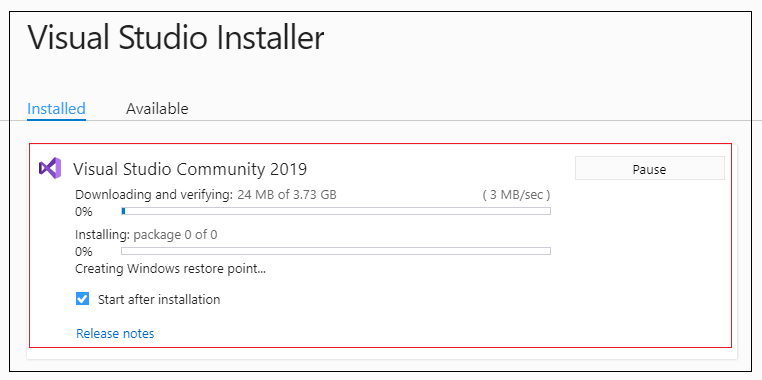 Visual Studio Installer
Installed Available
Visual Studio Community 2019 Pause
Downloading and verifying: 24 MB of 3.73 GB ( 3 MB/sec )
0%
Installing: package 0 of 0
0%
Creating Windows restore point...
Start after installation
Release notes